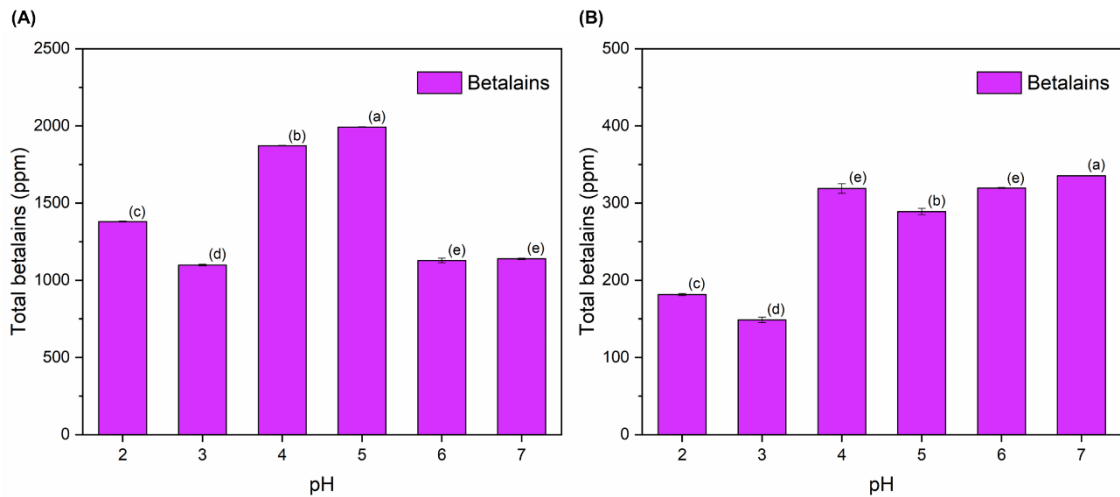 (A)
Total betalains (ppm)
2500
2000
1500
1000
500
0
Betalains
(c)
(d)
(b)
(a)
(e)
(e)
2 3 4 5 6 7
pH
(B)
Total betalains (ppm)
500
400
300
200
100
0
Betalains
(c)
(d)
(e)
(b)
(e)
(a)
2 3 4 5 6 7
pH